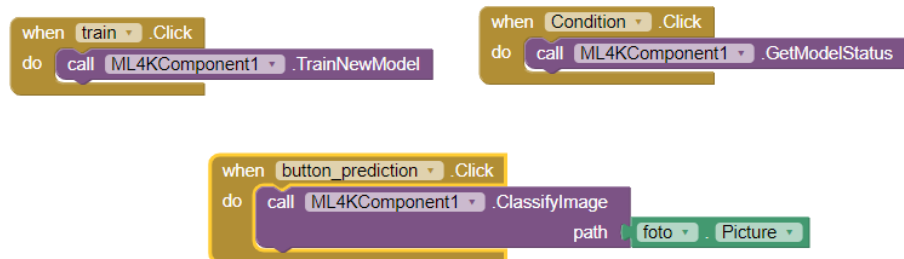 when train .Click
do call ML4KComponent1 .TrainNewModel
when Condition .Click
do call ML4KComponent1 .GetModelStatus
when button_prediction .Click
do call ML4KComponent1 .ClassifyImage
path foto . Picture